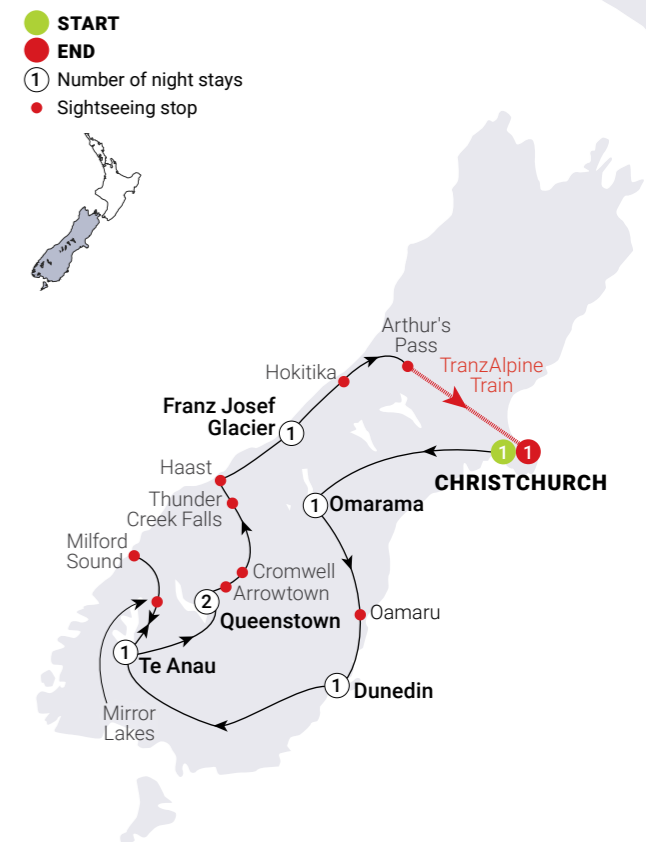 START
END
1 Number of night stays
Sightseeing stop
Arthur's
Pass
TranzAlpine
Train
Hokitika
Franz Josef
Glacier
1
1
1
CHRISTCHURCH
Haast
Thunder
Creek Falls
1
Omarama
Milford
Sound
Cromwell
Arrowtown
2
Queenstown
Oamaru
1
Te Anau
1
Dunedin
Mirror
Lakes